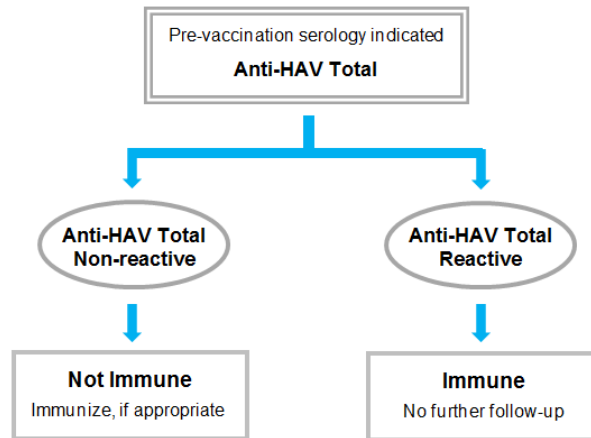 Pre-vaccination serology indicated
Anti-HAV Total
Anti-HAV Total
Non-reactive
Anti-HAV Total
Reactive
Not Immune
Immunize, if appropriate
Immune
No further follow-up